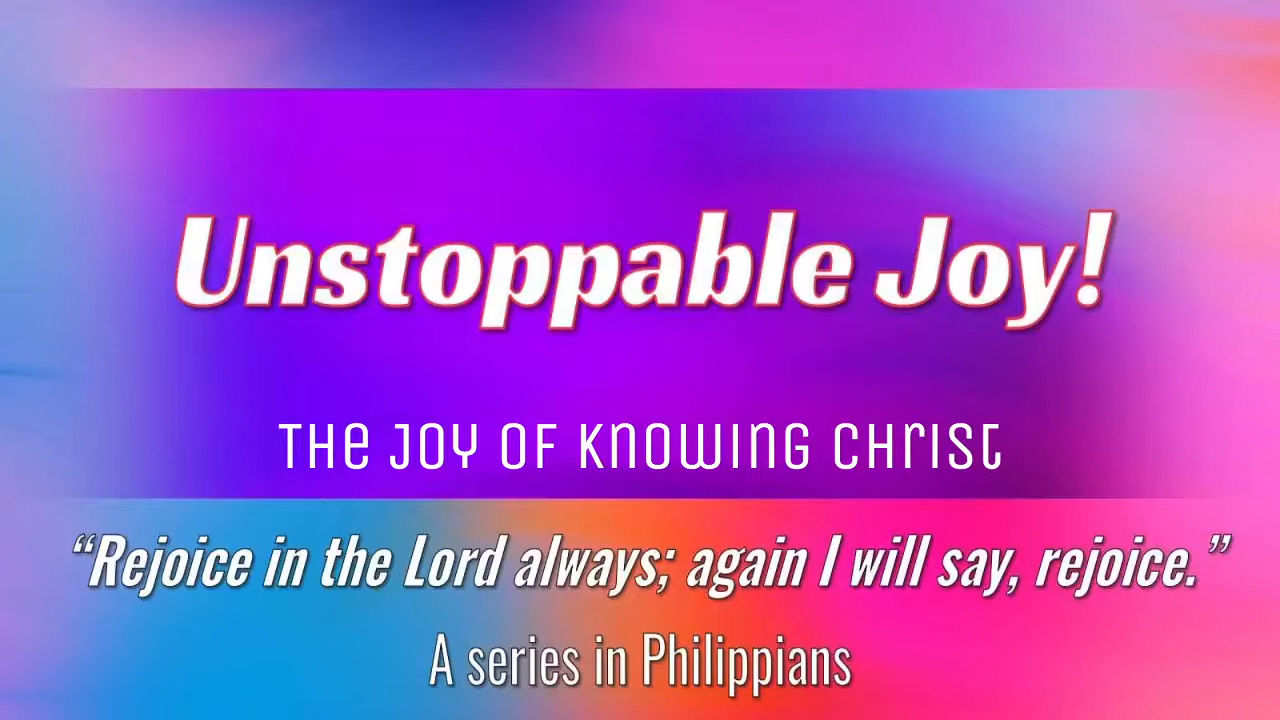 Unstoppable Joy!
The Joy of Knowing Christ
“Rejoice in the Lord always; again I will say, rejoice.”
A series in Philippians